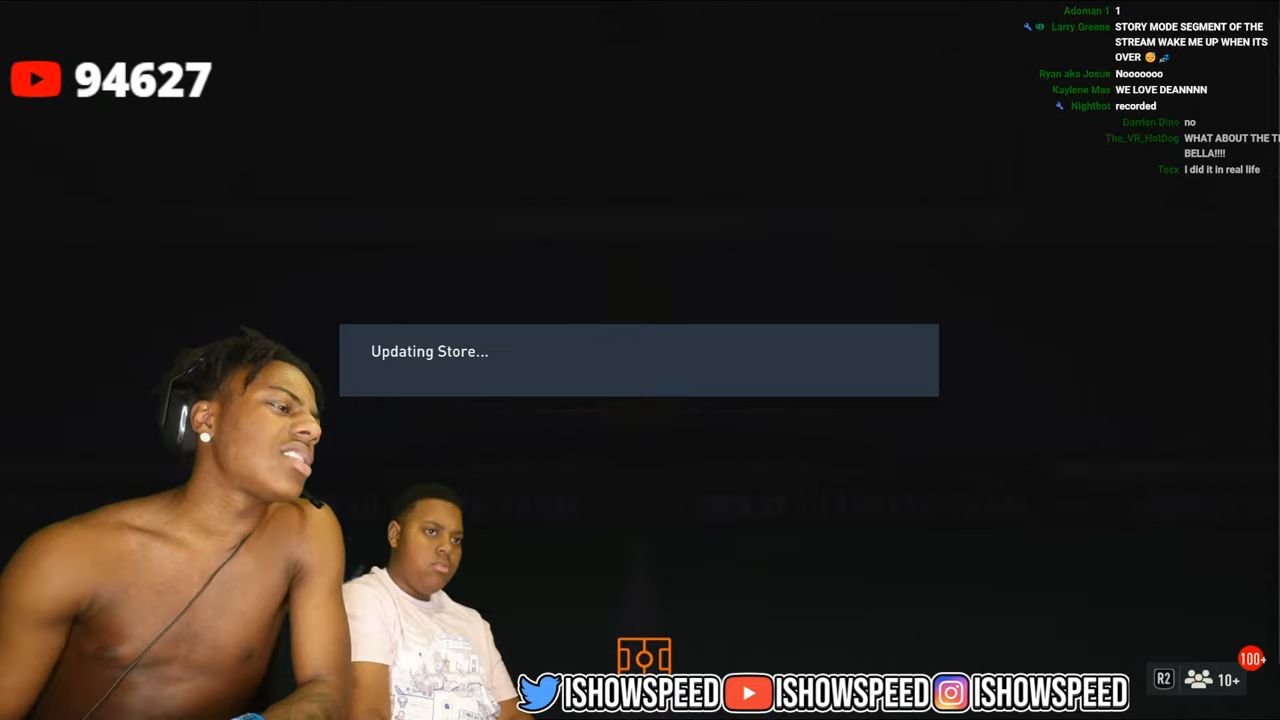 94627
Adoman 1 1
Larry Greene STORY MODE SEGMENT OF THE
STREAM WAKE ME UP WHEN ITS
OVER 😴 💤
Ryan aka Josue Nooooooo
Kaylene Mas WE LOVE DEANNNN
Nightbot recorded
Darrien Dino no
The_VR_HotDog WHAT ABOUT THE T
BELLA!!!!
Tecx I did it in real life
Updating Store...
100+
R2 10+
ISHOWSPEED ISHOWSPEED ISHOWSPEED